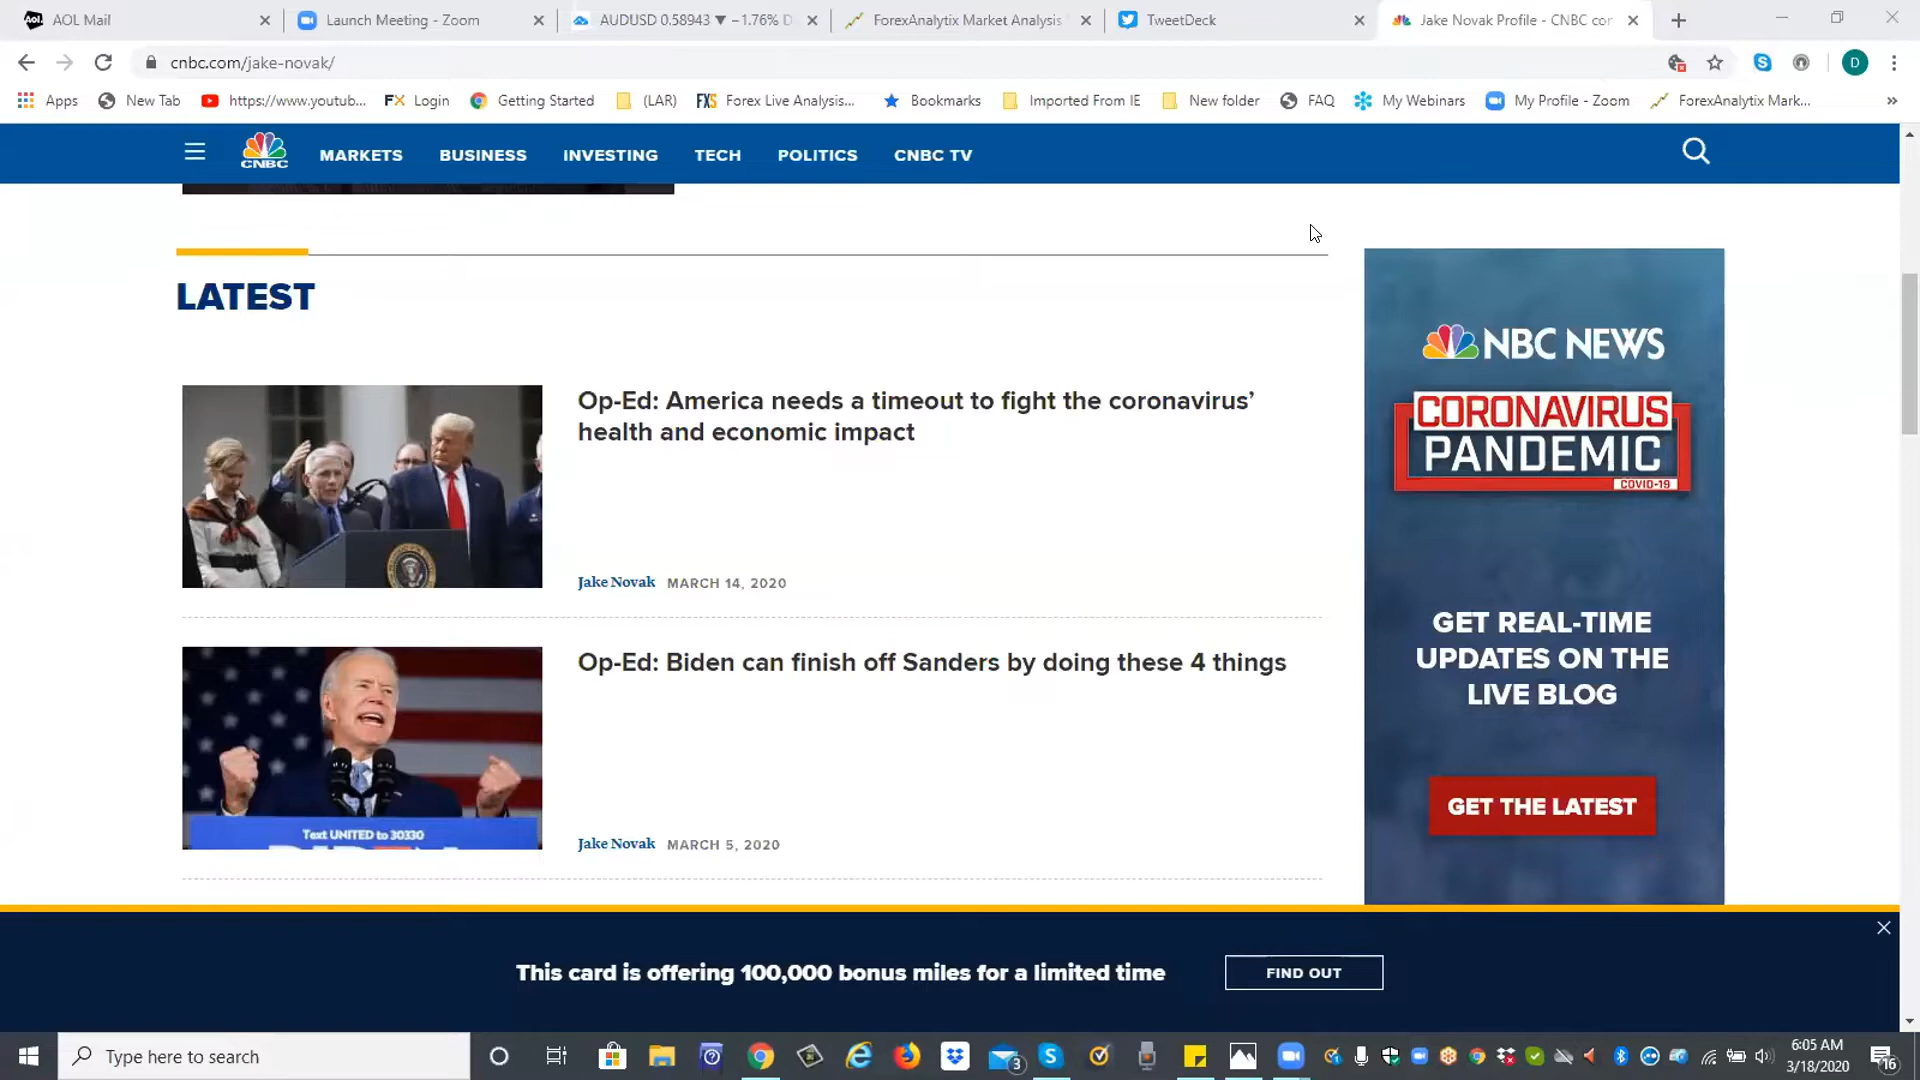 Aol. AOL Mail
Launch Meeting - Zoom
AUDUSD 0.58943 ▼ −1.76% D
ForexAnalytix Market Analysis
TweetDeck
Jake Novak Profile - CNBC cor
cnbc.com/jake-novak/
D
Apps
New Tab
https://www.youtub...
FX Login
Getting Started
(LAR)
FXS Forex Live Analysis...
Bookmarks
Imported From IE
New folder
FAQ
My Webinars
My Profile - Zoom
ForexAnalytix Mark...
»
CNBC
MARKETS
BUSINESS
INVESTING
TECH
POLITICS
CNBC TV
LATEST
Op-Ed: America needs a timeout to fight the coronavirus’
health and economic impact
Jake Novak MARCH 14, 2020
Op-Ed: Biden can finish off Sanders by doing these 4 things
Text UNITED to 30330
Jake Novak MARCH 5, 2020
NBC NEWS
CORONAVIRUS
PANDEMIC
COVID-19
GET REAL-TIME
UPDATES ON THE
LIVE BLOG
GET THE LATEST
This card is offering 100,000 bonus miles for a limited time
FIND OUT
Type here to search
3
6:05 AM
3/18/2020
16